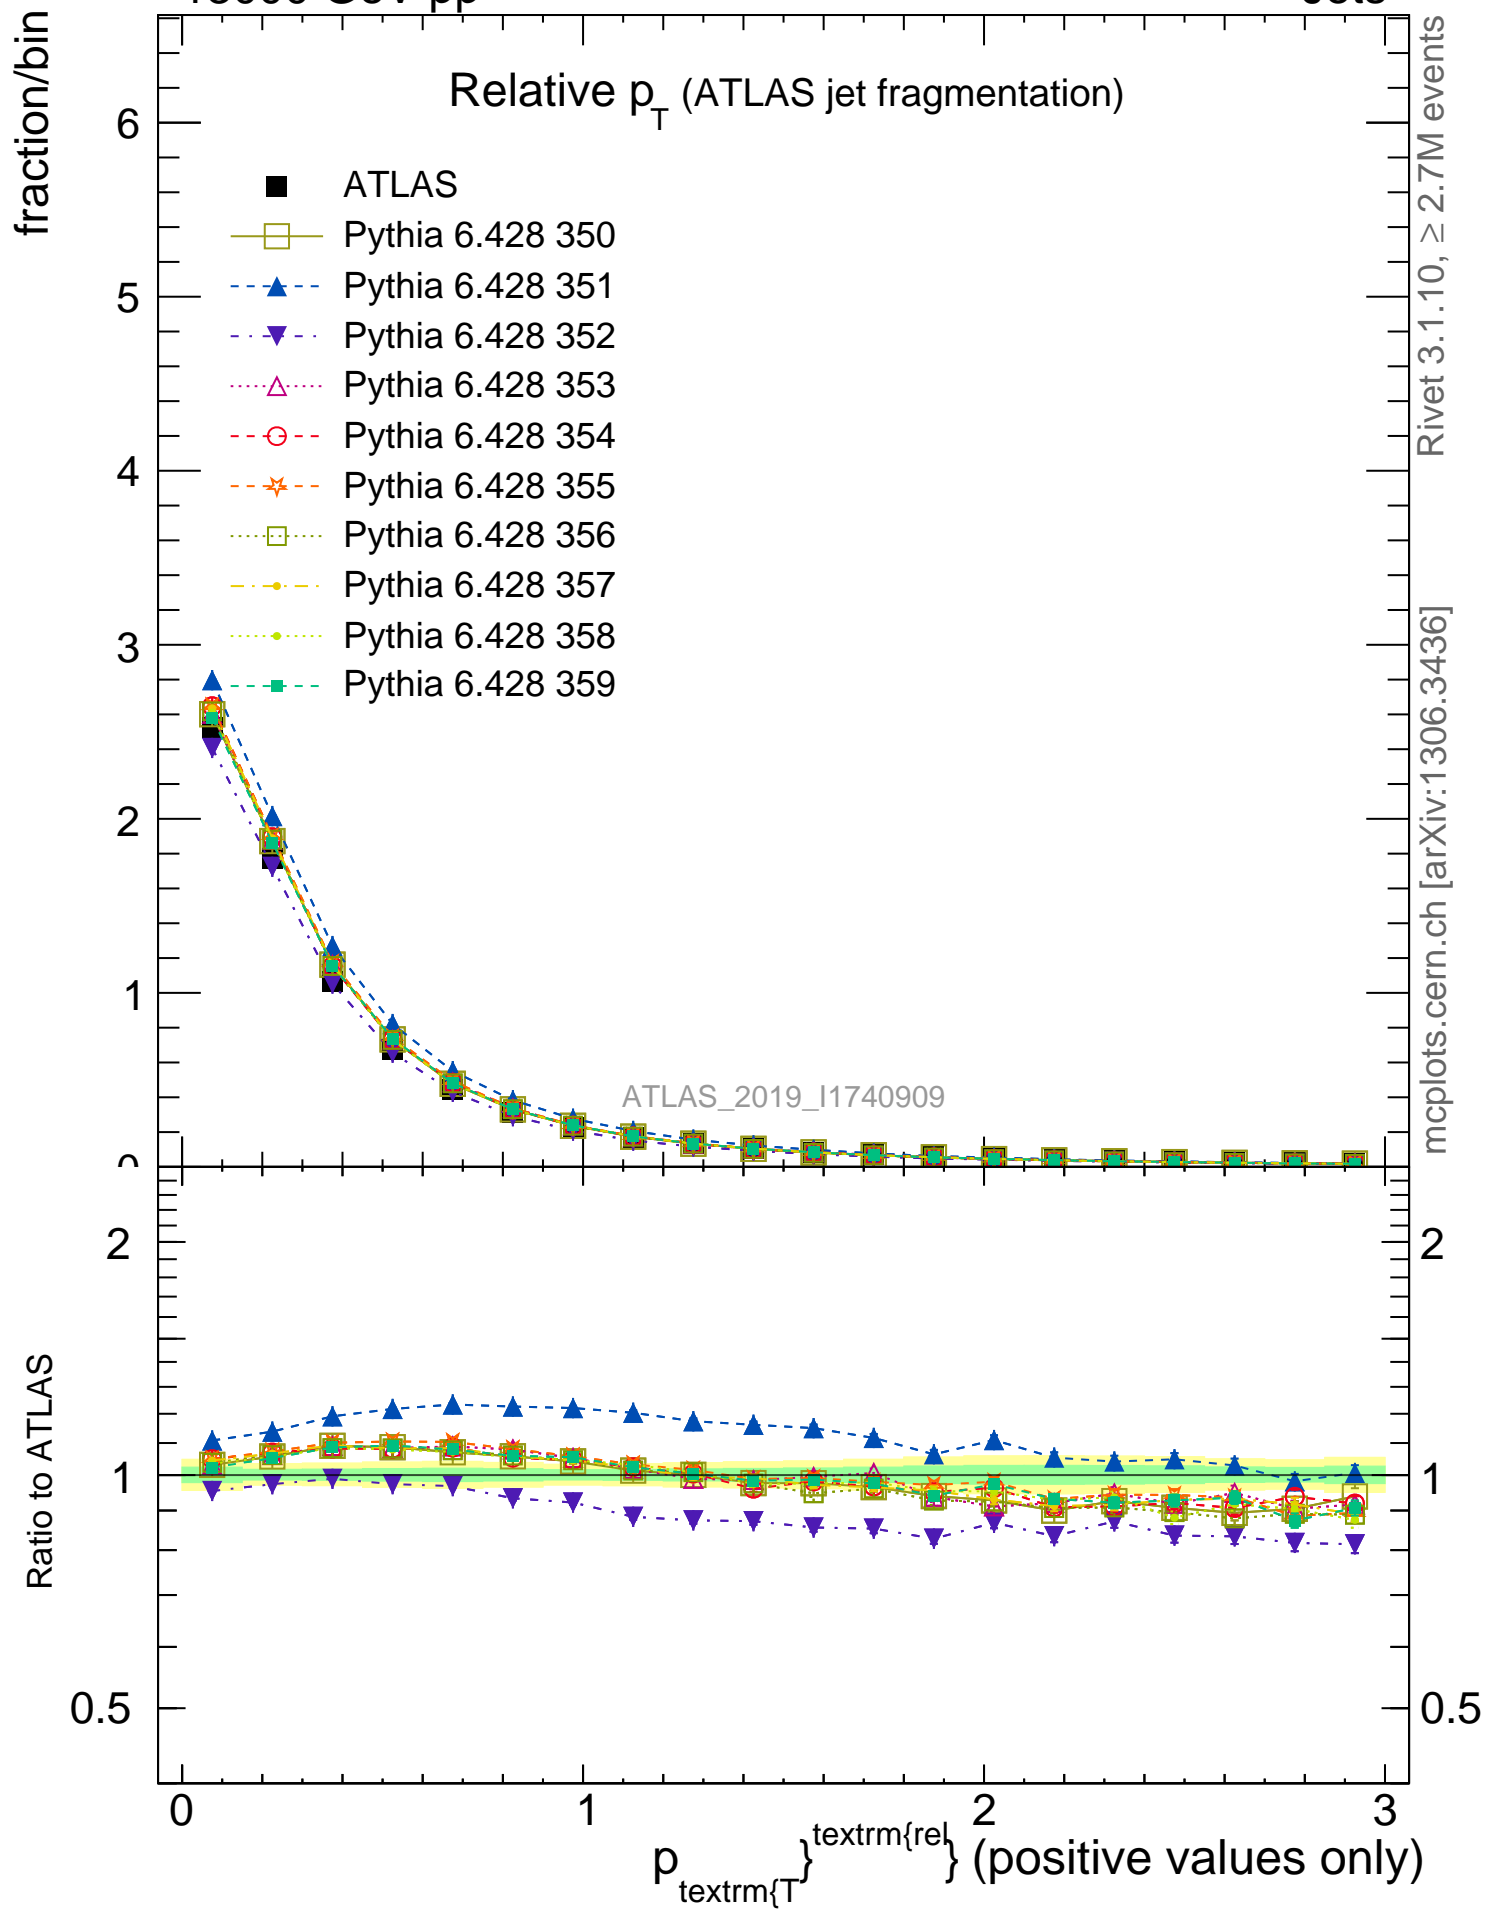 fraction/bin
Relative p_T (ATLAS jet fragmentation)
ATLAS
Pythia 6.428 350
Pythia 6.428 351
Pythia 6.428 352
Pythia 6.428 353
Pythia 6.428 354
Pythia 6.428 355
Pythia 6.428 356
Pythia 6.428 357
Pythia 6.428 358
Pythia 6.428 359
6
5
4
3
2
1
0
ATLAS_2019_I1740909
Rivet 3.1.10, ≥ 2.7M events
mcplots.cern.ch [arXiv:1306.3436]
Ratio to ATLAS
2
1
0.5
2
1
0.5
0
1
2
3
p_textrm{T}^textrm{rel} (positive values only)